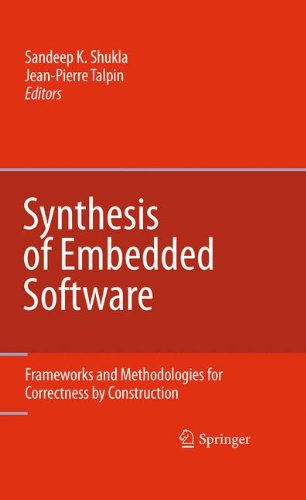 Sandeep K. Shukla
Jean-Pierre Talpin
Editors
Synthesis
of Embedded
Software
Frameworks and Methodologies for
Correctness by Construction
Springer